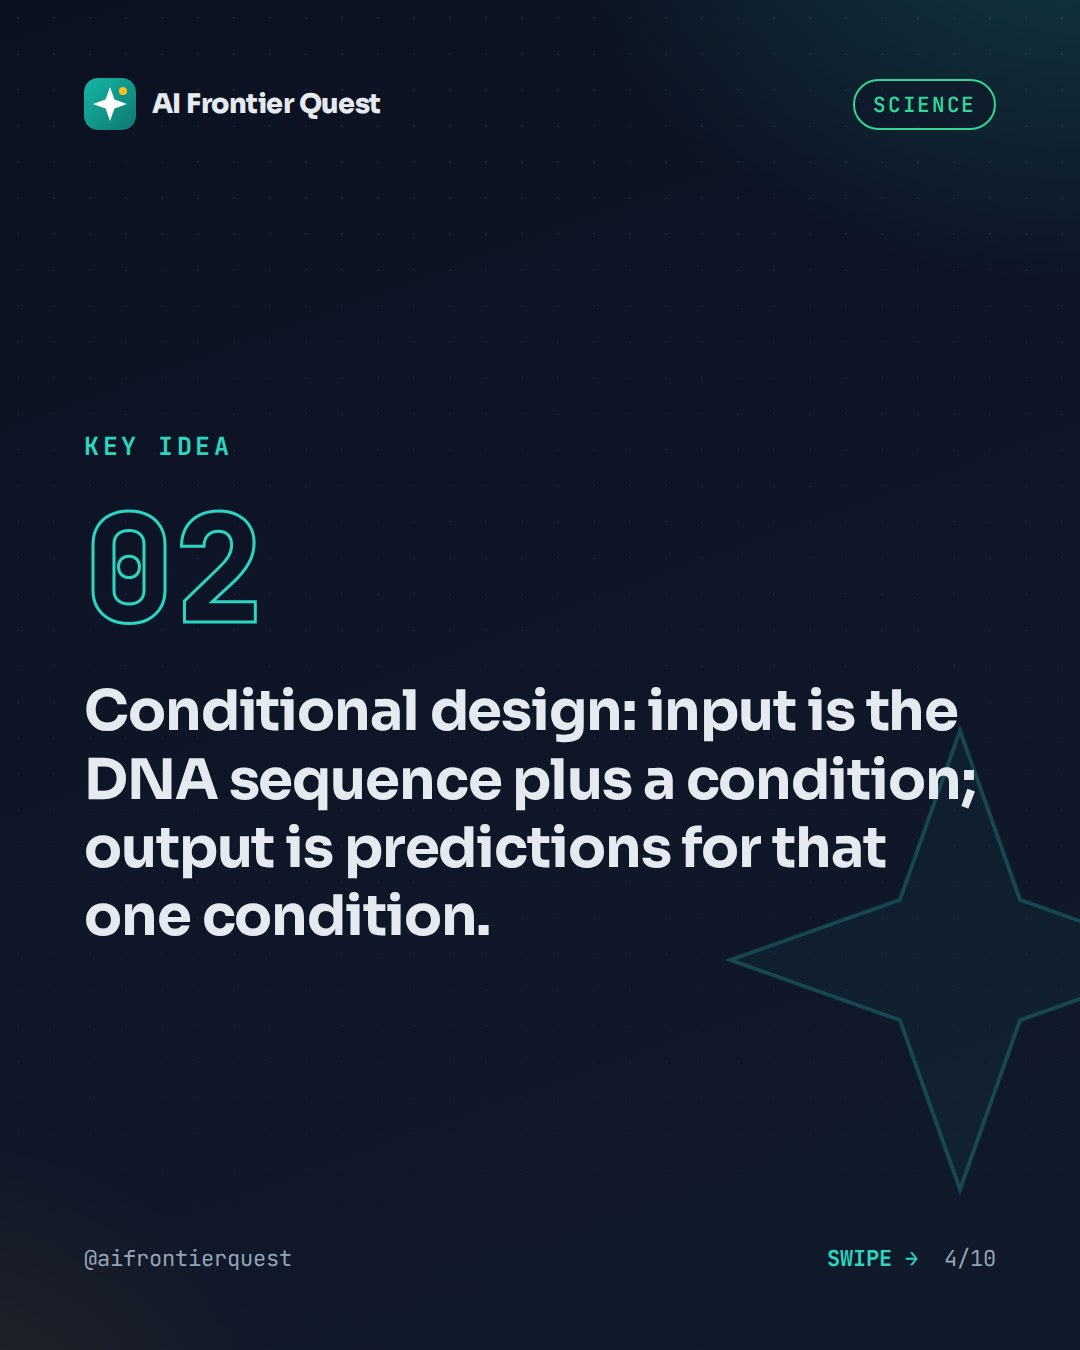 AI Frontier Quest
SCIENCE
KEY IDEA
02
Conditional design: input is the
DNA sequence plus a condition;
output is predictions for that
one condition.
@aifrontierquest
SWIPE → 4/10